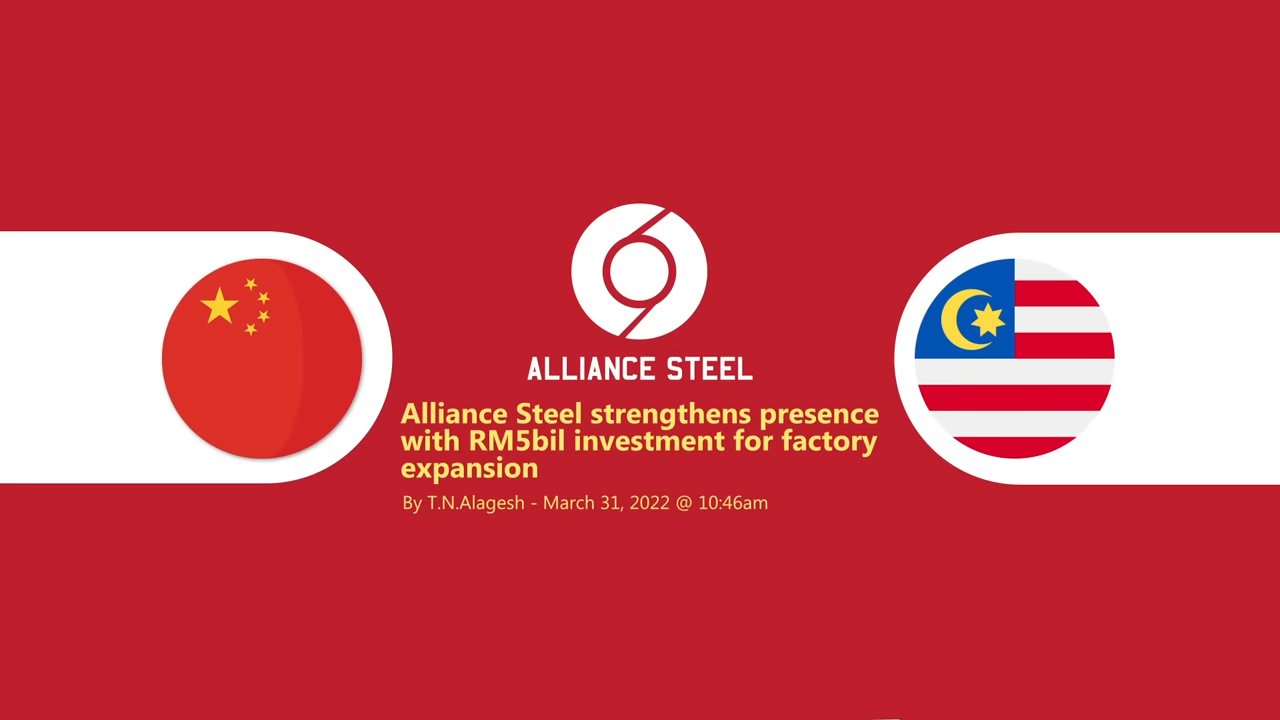 ALLIANCE STEEL
Alliance Steel strengthens presence
with RM5bil investment for factory
expansion
By T.N.Alagesh - March 31, 2022 @ 10:46am